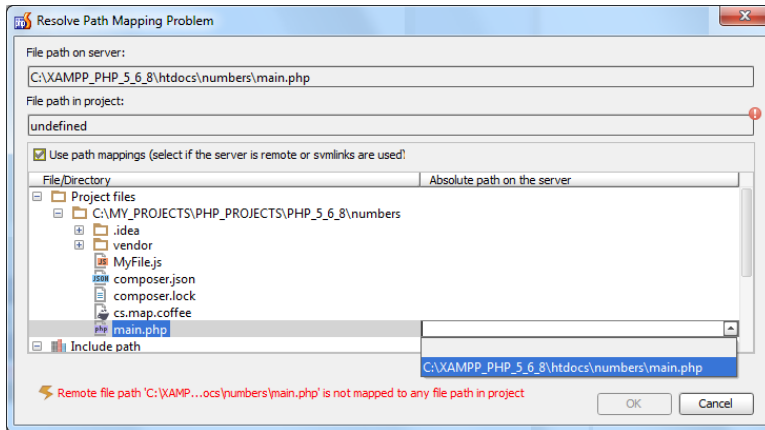 Resolve Path Mapping Problem
File path on server:
C:\XAMPP_PHP_5_6_8\htdocs\numbers\main.php
File path in project:
undefined
Use path mappings (select if the server is remote or symlinks are used)
File/Directory Absolute path on the server
Project files
C:\MY_PROJECTS\PHP_PROJECTS\PHP_5_6_8\numbers
.idea
vendor
JS MyFile.js
JSON composer.json
composer.lock
cs.map.coffee
php main.php
Include path
C:\XAMPP_PHP_5_6_8\htdocs\numbers\main.php
Remote file path 'C:\XAMP...ocs\numbers\main.php' is not mapped to any file path in project
OK Cancel